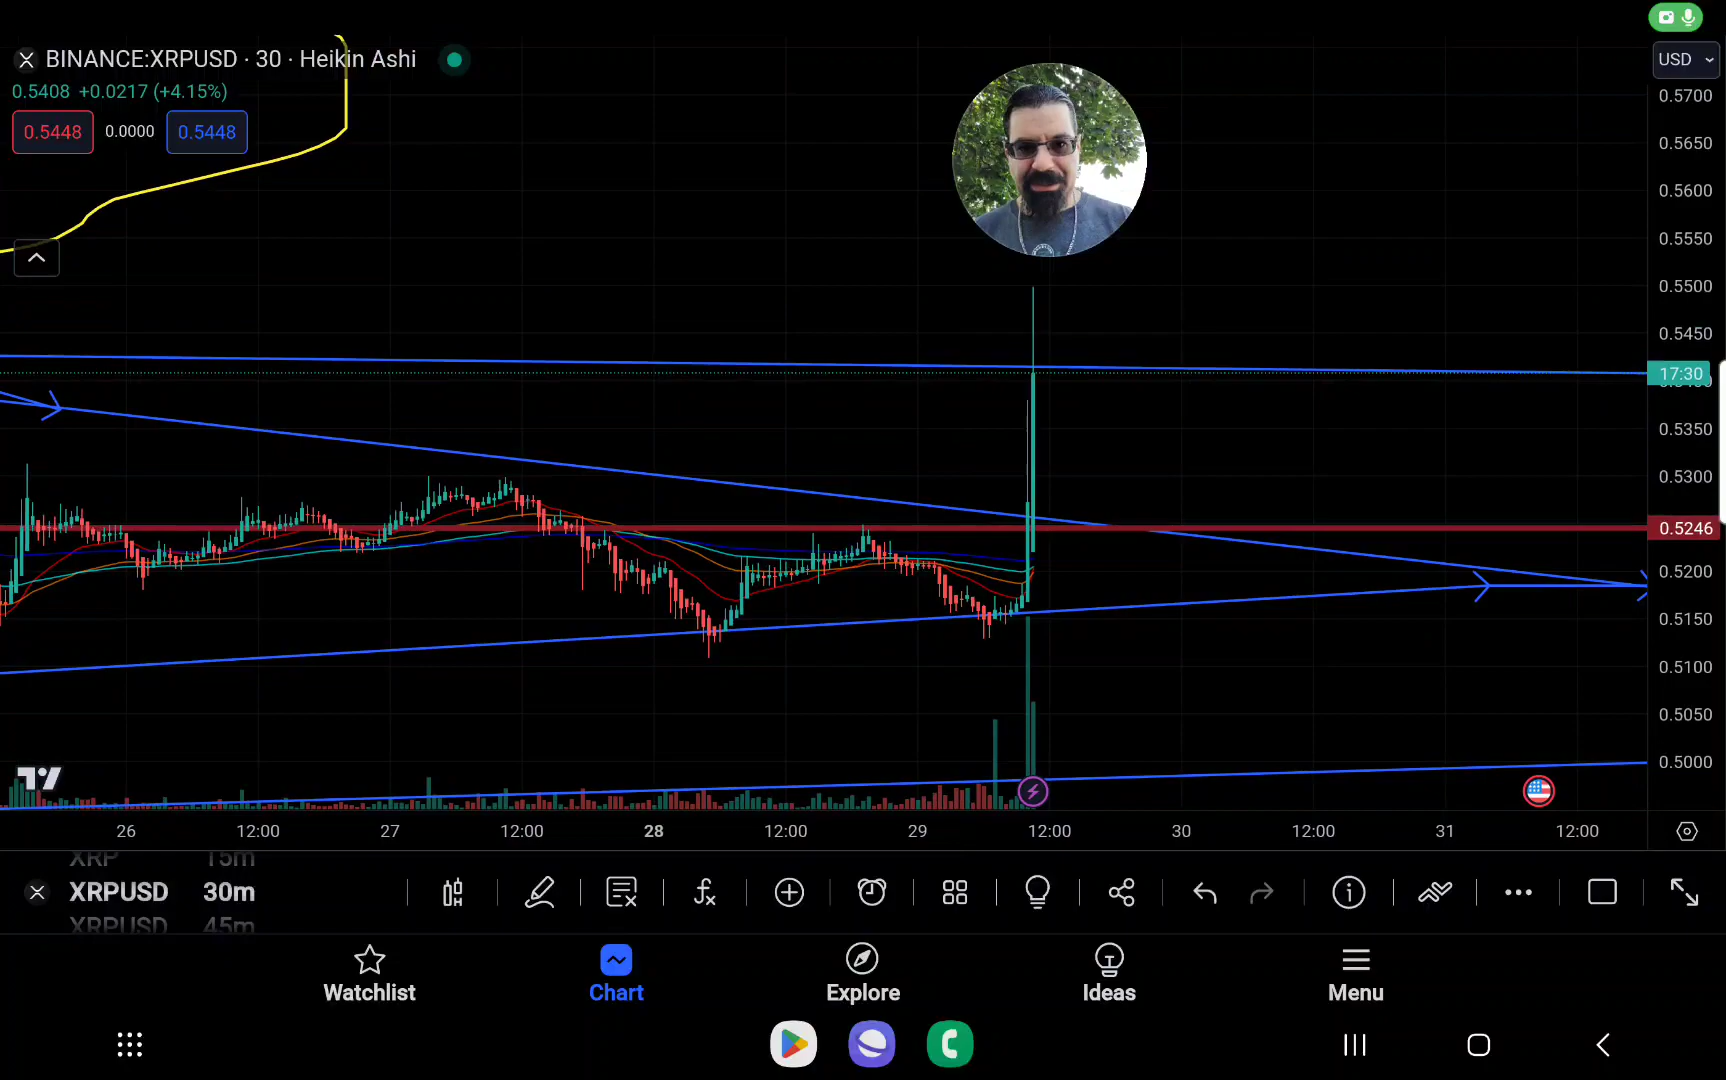 BINANCE:XRPUSD · 30 · Heikin Ashi
USD
0.5408 +0.0217 (+4.15%)
0.5448 0.0000 0.5448
0.5700
0.5650
0.5600
0.5550
0.5500
0.5450
17:30
0.5350
0.5300
0.5246
0.5200
0.5150
0.5100
0.5050
0.5000
26 12:00 27 12:00 28 12:00 29 12:00 30 12:00 31 12:00
XRP 15m
XRPUSD 30m
XRPUSD 45m
Watchlist Chart Explore Ideas Menu